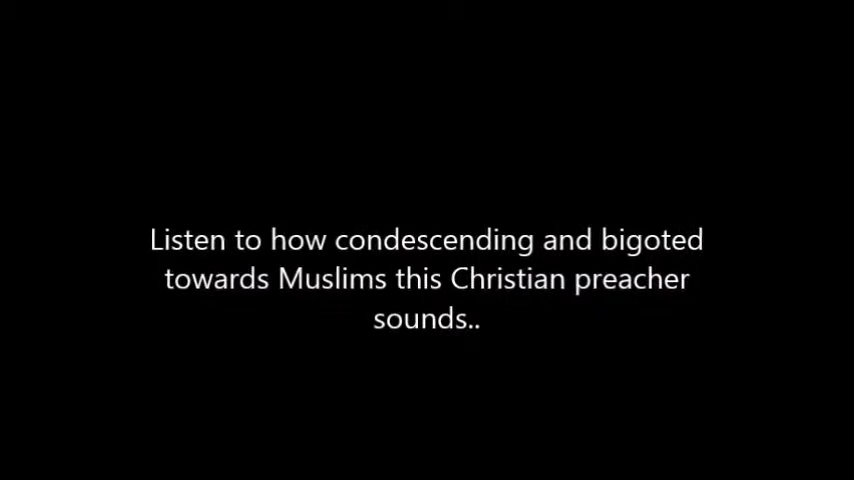 Listen to how condescending and bigoted
towards Muslims this Christian preacher
sounds..